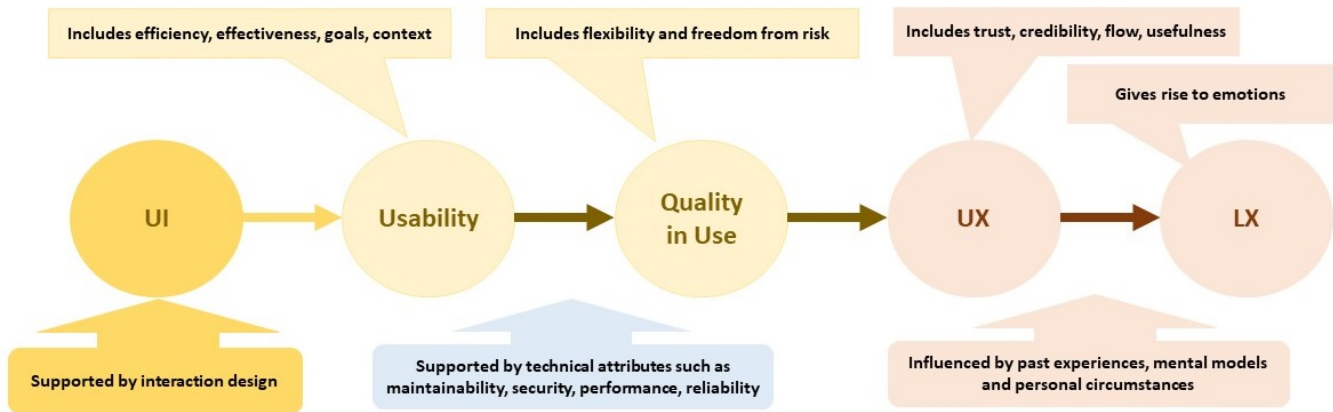 Includes efficiency, effectiveness, goals, context
Includes flexibility and freedom from risk
Includes trust, credibility, flow, usefulness
Gives rise to emotions
UI
Usability
Quality
in Use
UX
LX
Supported by interaction design
Supported by technical attributes such as
maintainability, security, performance, reliability
Influenced by past experiences, mental models
and personal circumstances